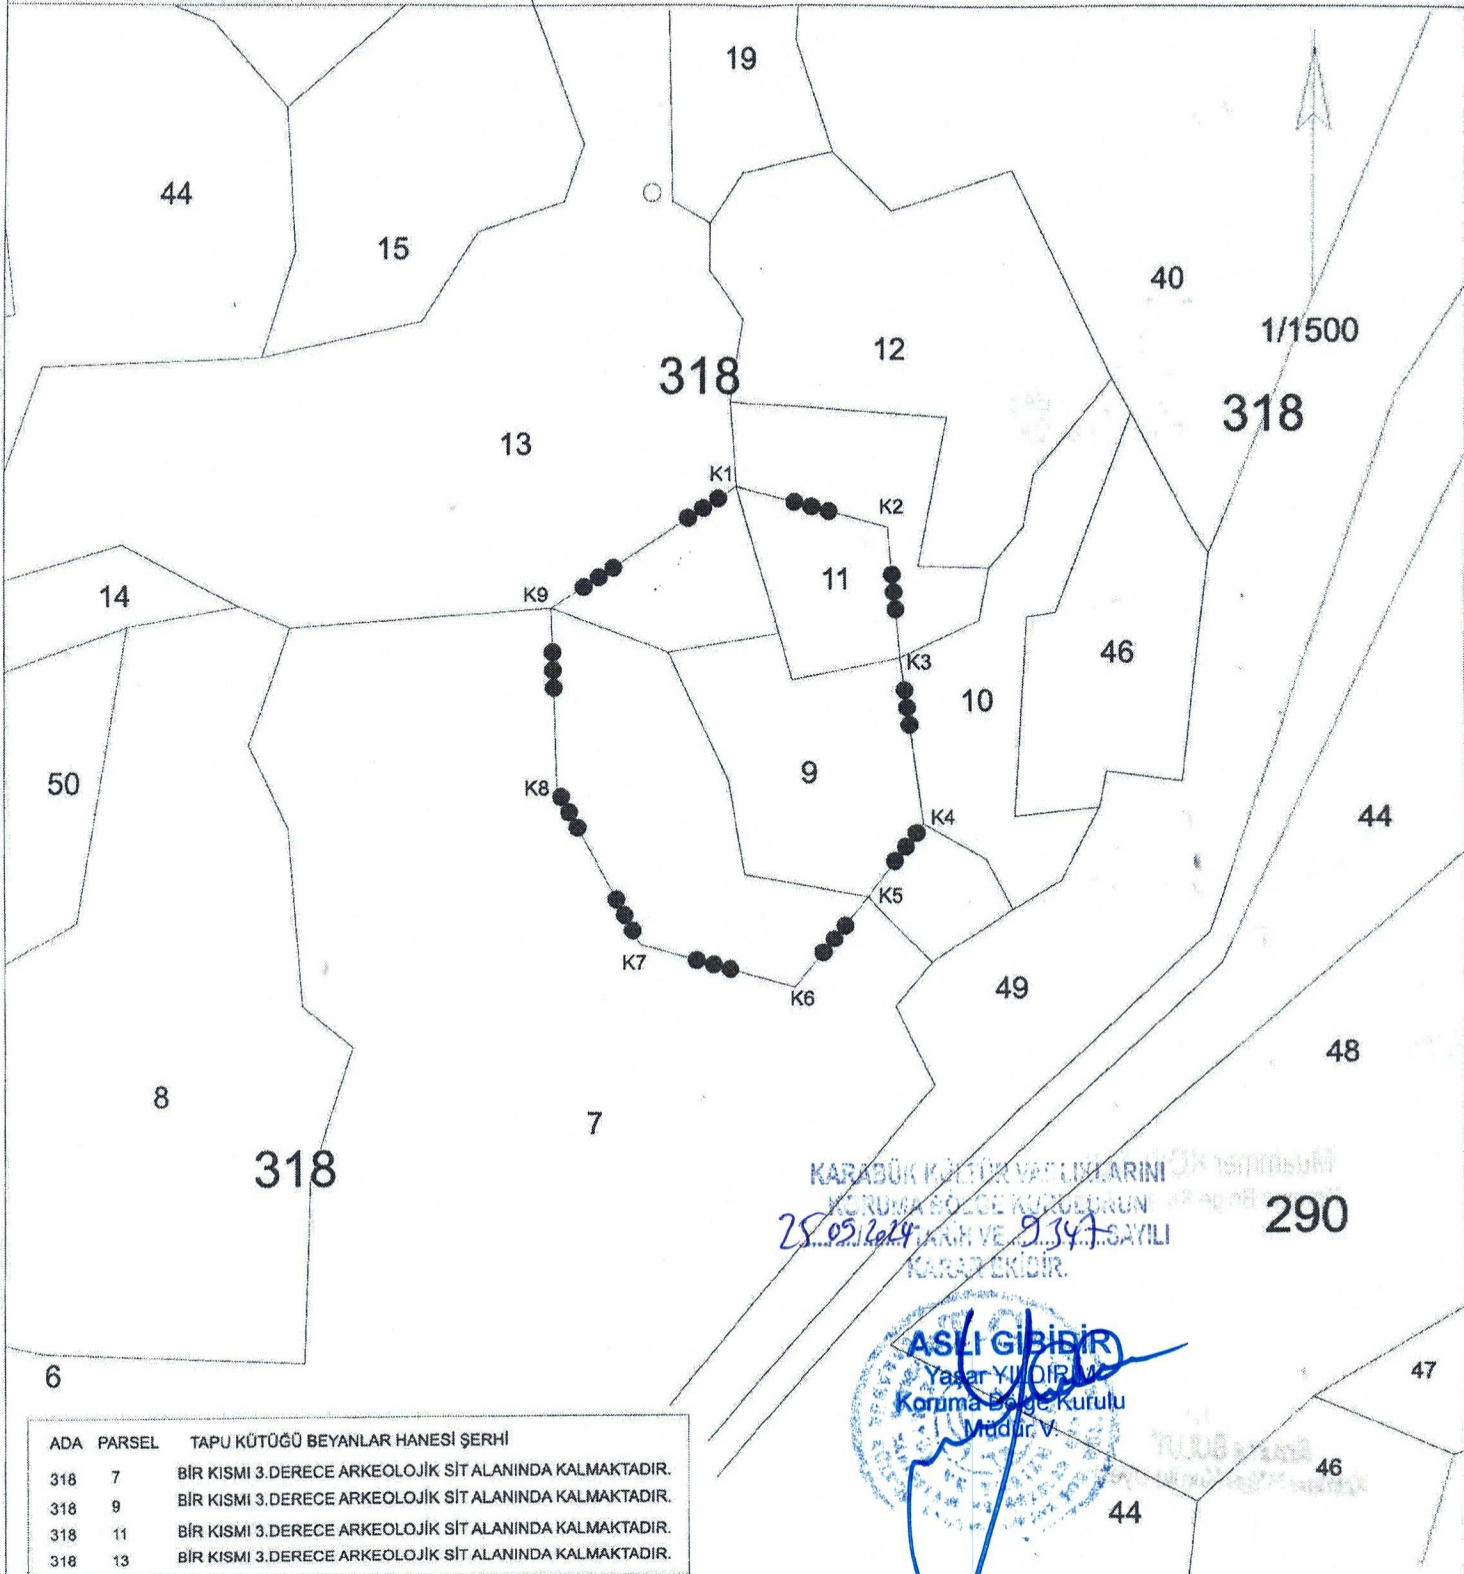 19
44
15
40
1/1500
12
318
318
13
K1
K2
11
14
K9
46
K3
10
9
50
K8
K4
44
K5
K7
K6
49
48
8
7
318
KARABÜK KÜLTÜR VARLIKLARINI
KORUMA BÖLGE KURULUNUN
25.09.2024 TARİH VE 9347 SAYILI
KARAR EKİDİR.
290
ASLI GİBİDİR
Yaşar YILDIRIM
Koruma Bölge Kurulu
Müdür V.
6
47
46
44
ADA PARSEL TAPU KÜTÜĞÜ BEYANLAR HANESİ ŞERHİ
318 7 BİR KISMI 3.DERECE ARKEOLOJİK SİT ALANINDA KALMAKTADIR.
318 9 BİR KISMI 3.DERECE ARKEOLOJİK SİT ALANINDA KALMAKTADIR.
318 11 BİR KISMI 3.DERECE ARKEOLOJİK SİT ALANINDA KALMAKTADIR.
318 13 BİR KISMI 3.DERECE ARKEOLOJİK SİT ALANINDA KALMAKTADIR.